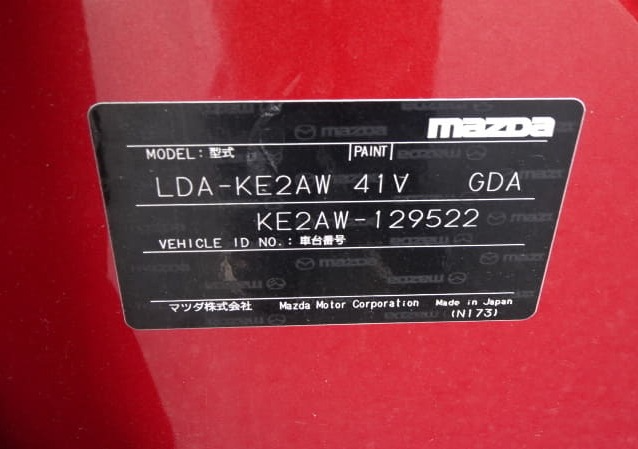 mazda
MODEL: 型式 PAINT
LDA-KE2AW 41V GDA
KE2AW-129522
VEHICLE ID NO.: 車台番号
マツダ株式会社 Mazda Motor Corporation Made in Japan
(N173)